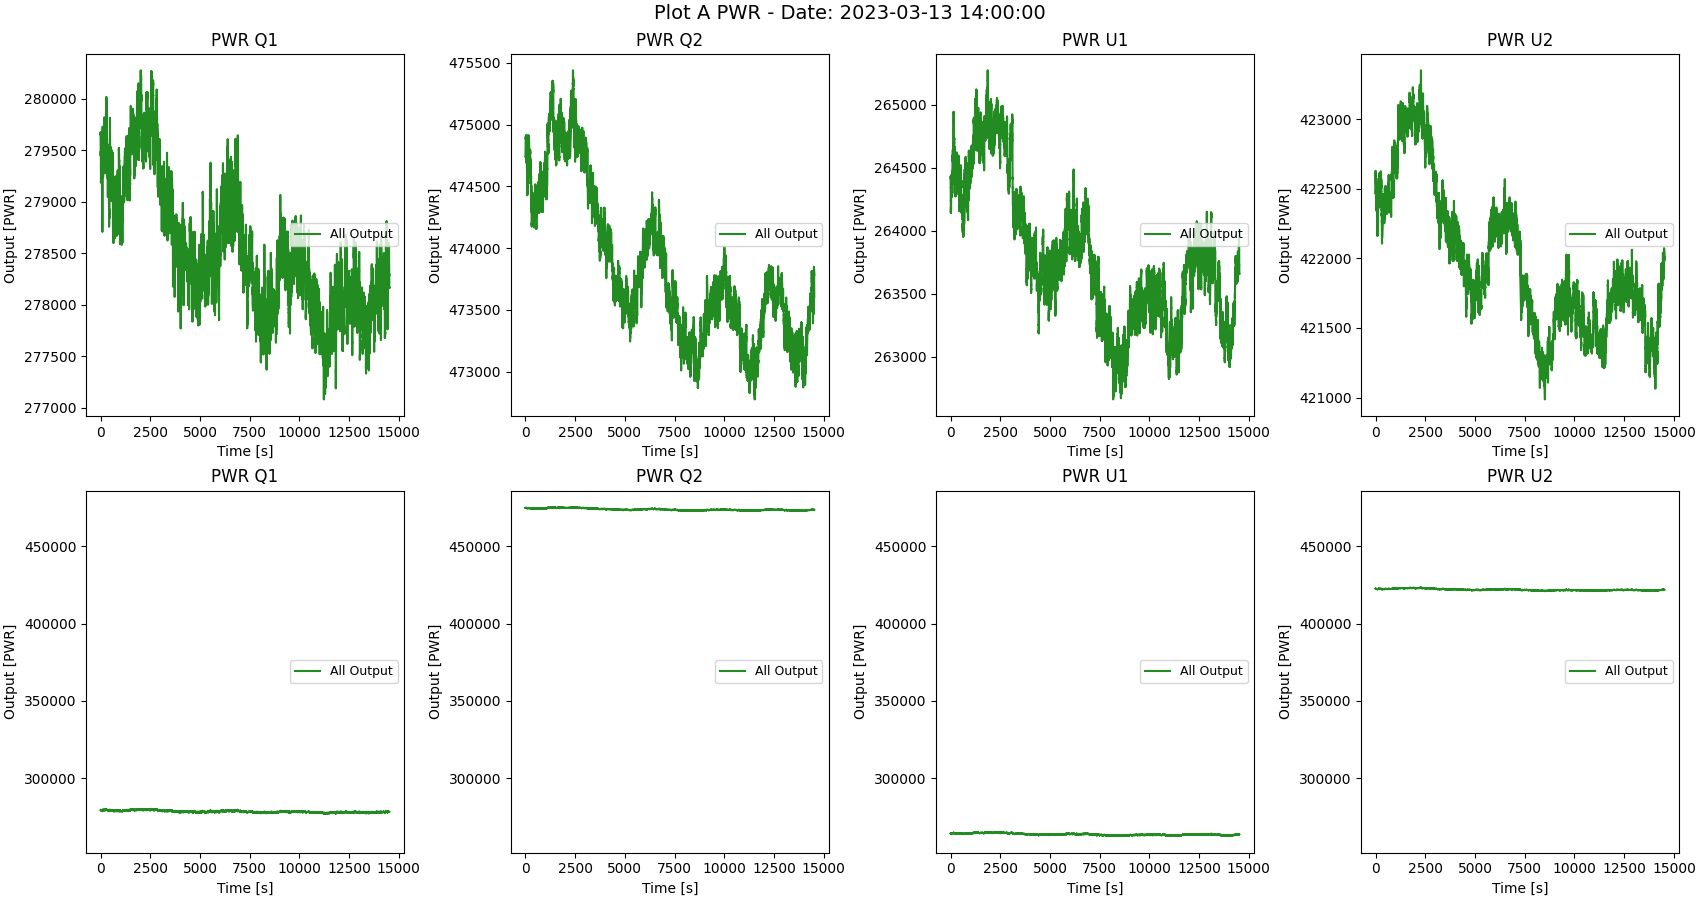 Plot A PWR - Date: 2023-03-13 14:00:00
PWR Q1
Output [PWR]
280000
279500
279000
278500
278000
277500
277000
All Output
0 2500 5000 7500 10000 12500 15000
Time [s]
PWR Q2
Output [PWR]
475500
475000
474500
474000
473500
473000
All Output
0 2500 5000 7500 10000 12500 15000
Time [s]
PWR U1
Output [PWR]
265000
264500
264000
263500
263000
All Output
0 2500 5000 7500 10000 12500 15000
Time [s]
PWR U2
Output [PWR]
423000
422500
422000
421500
421000
All Output
0 2500 5000 7500 10000 12500 15000
Time [s]
PWR Q1
Output [PWR]
450000
400000
350000
300000
All Output
0 2500 5000 7500 10000 12500 15000
Time [s]
PWR Q2
Output [PWR]
450000
400000
350000
300000
All Output
0 2500 5000 7500 10000 12500 15000
Time [s]
PWR U1
Output [PWR]
450000
400000
350000
300000
All Output
0 2500 5000 7500 10000 12500 15000
Time [s]
PWR U2
Output [PWR]
450000
400000
350000
300000
All Output
0 2500 5000 7500 10000 12500 15000
Time [s]